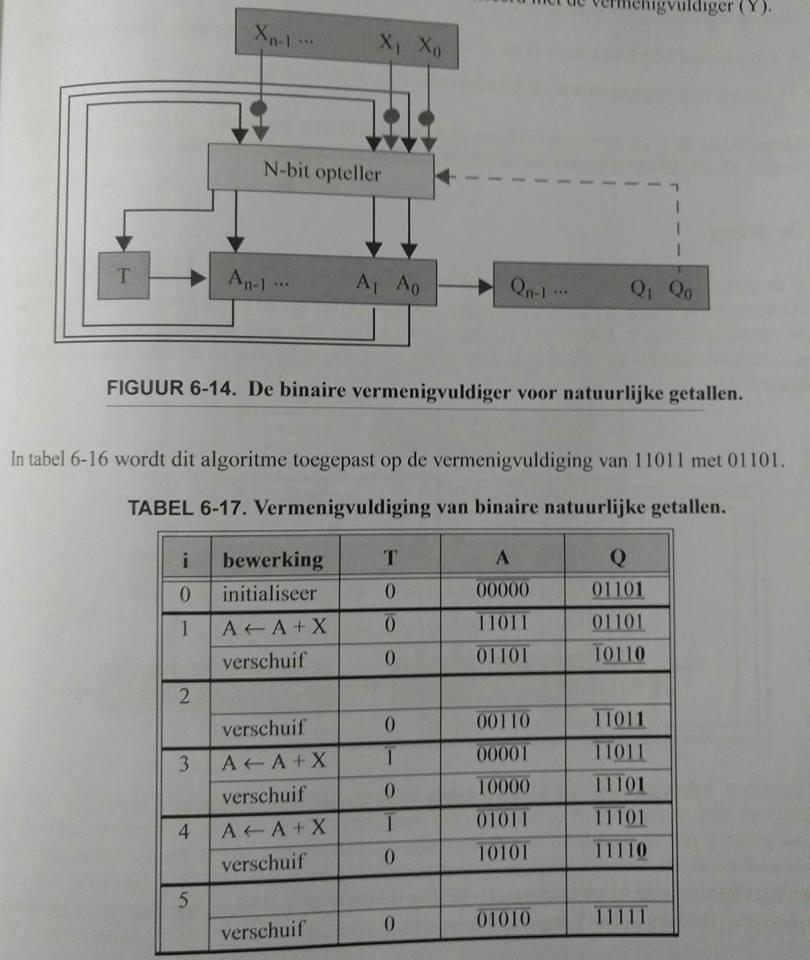 de vermenigvuldiger (Y).
Xn-1 ... X1 X0
N-bit opteller
T An-1 ... A1 A0 Qn-1 ... Q1 Q0
FIGUUR 6-14. De binaire vermenigvuldiger voor natuurlijke getallen.
In tabel 6-16 wordt dit algoritme toegepast op de vermenigvuldiging van 11011 met 01101.
TABEL 6-17. Vermenigvuldiging van binaire natuurlijke getallen.
i bewerking T A Q
0 initialiseer 0 00000 01101
1 A ← A + X 0 11011 01101
verschuif 0 01101 10110
2
verschuif 0 00110 11011
3 A ← A + X 1 00001 11011
verschuif 0 10000 11101
4 A ← A + X 1 01011 11101
verschuif 0 10101 11110
5
verschuif 0 01010 11111